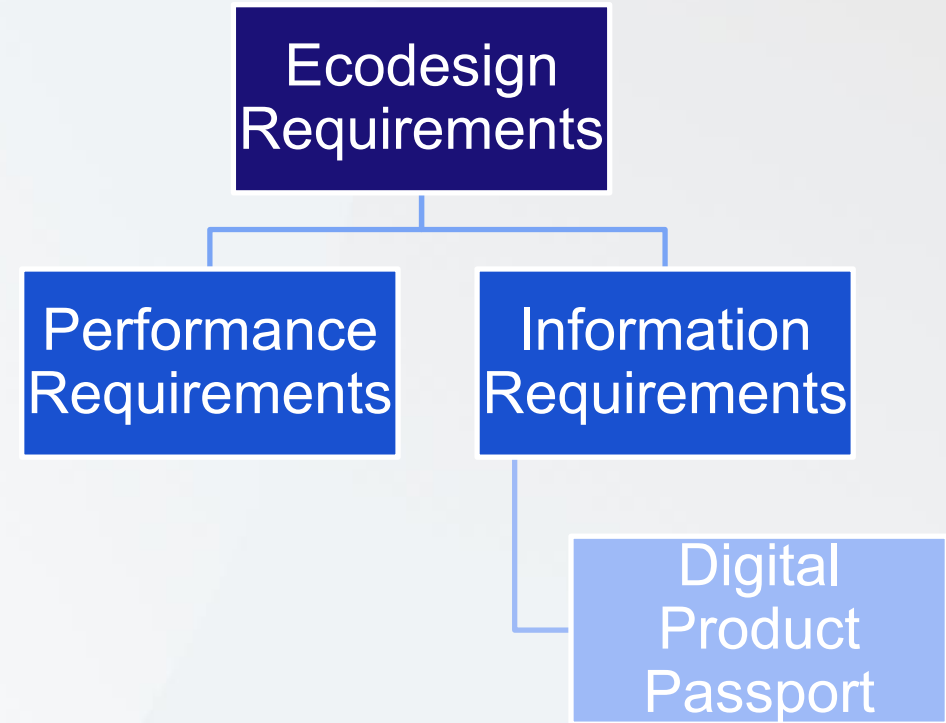 Ecodesign
Requirements
Performance
Requirements
Information
Requirements
Digital
Product
Passport